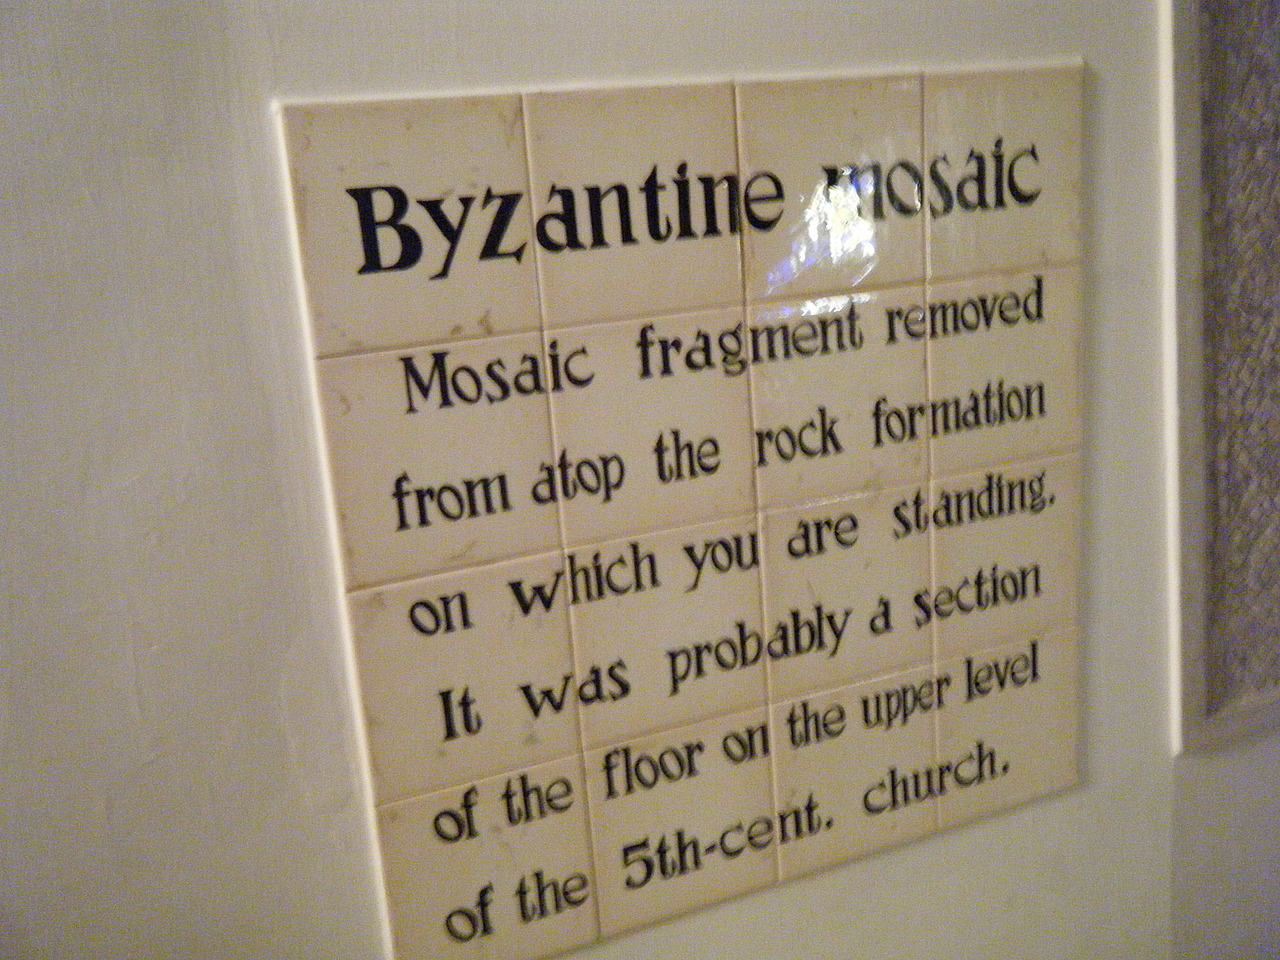 Byzantine mosaic
Mosaic fragment removed
from atop the rock formation
on which you are standing.
It was probably a section
of the floor on the upper level
of the 5th-cent. church.